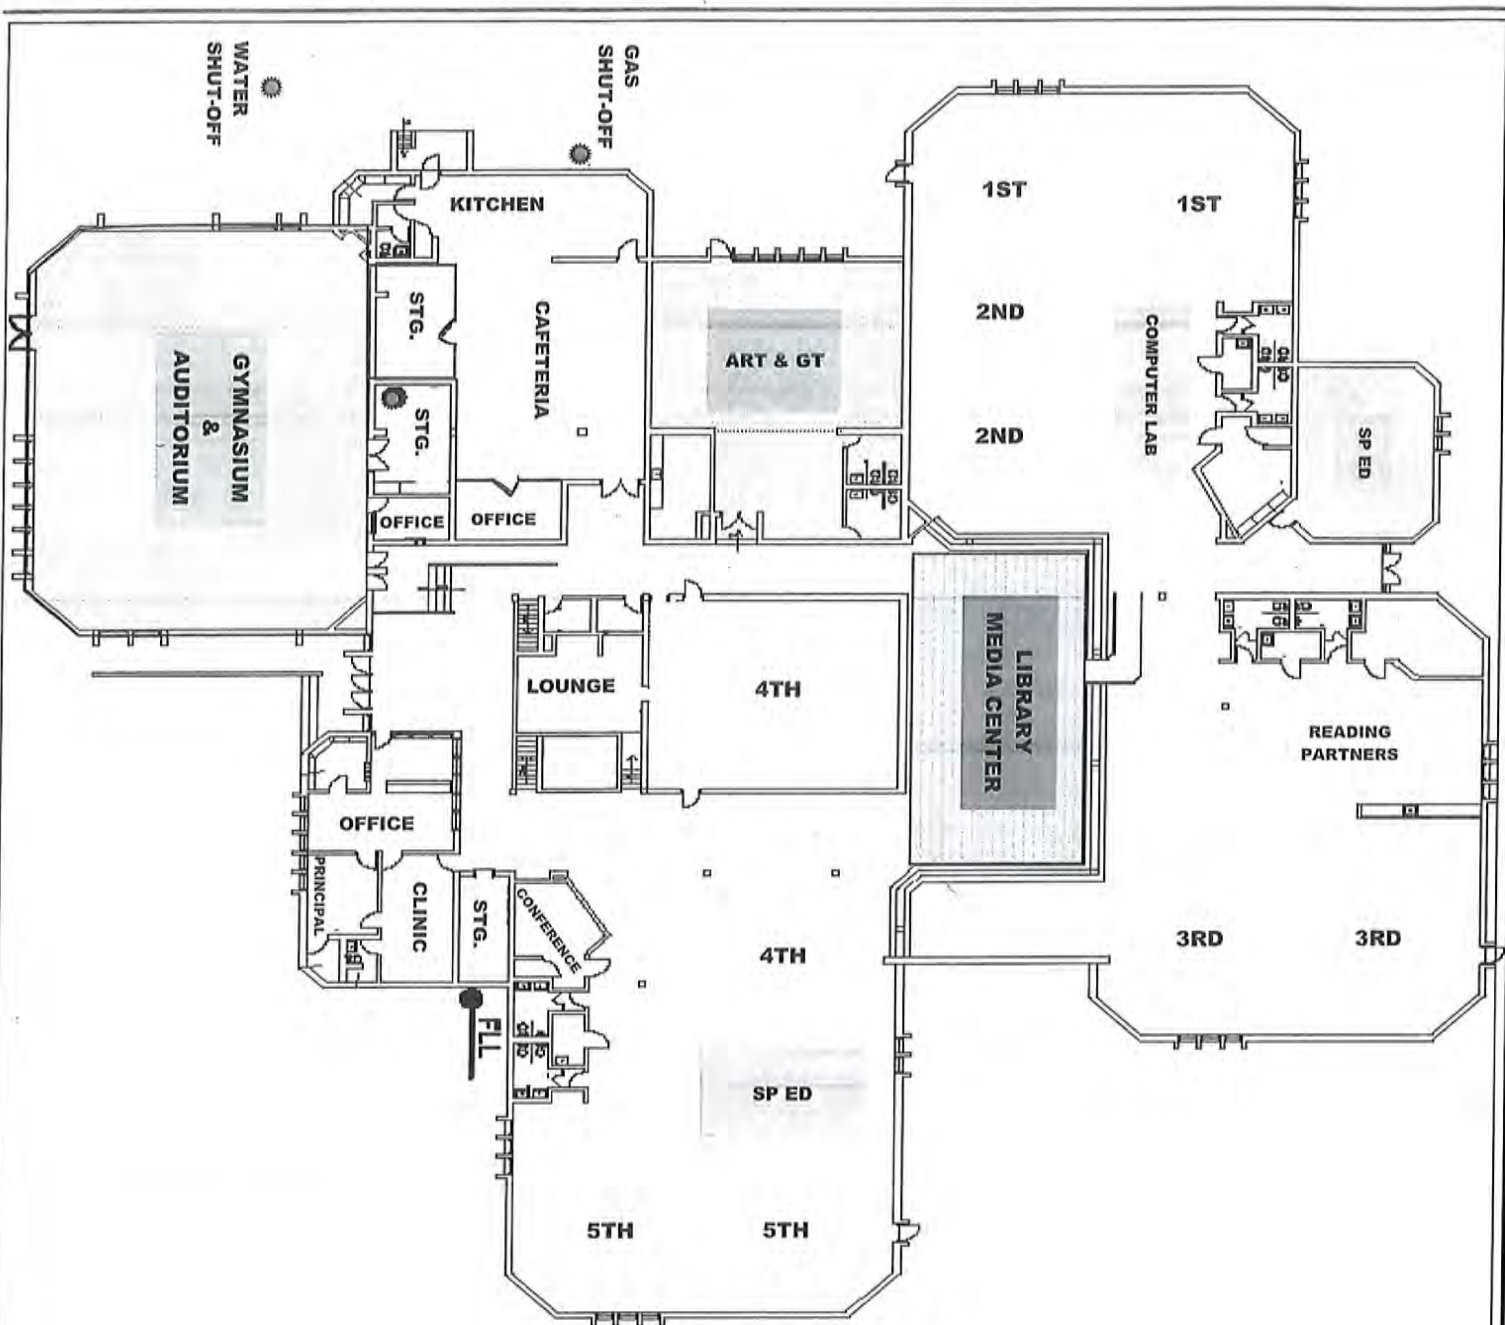 WATER
SHUT-OFF
GAS
SHUT-OFF
KITCHEN
1ST
1ST
STG.
CAFETERIA
2ND
COMPUTER LAB
ART & GT
GYMNASIUM
&
AUDITORIUM
STG.
2ND
SP ED
OFFICE
OFFICE
LOUNGE
4TH
LIBRARY
MEDIA CENTER
READING
PARTNERS
OFFICE
PRINCIPAL
CLINIC
STG.
CONFERENCE
4TH
3RD
3RD
FLL
SP ED
5TH
5TH